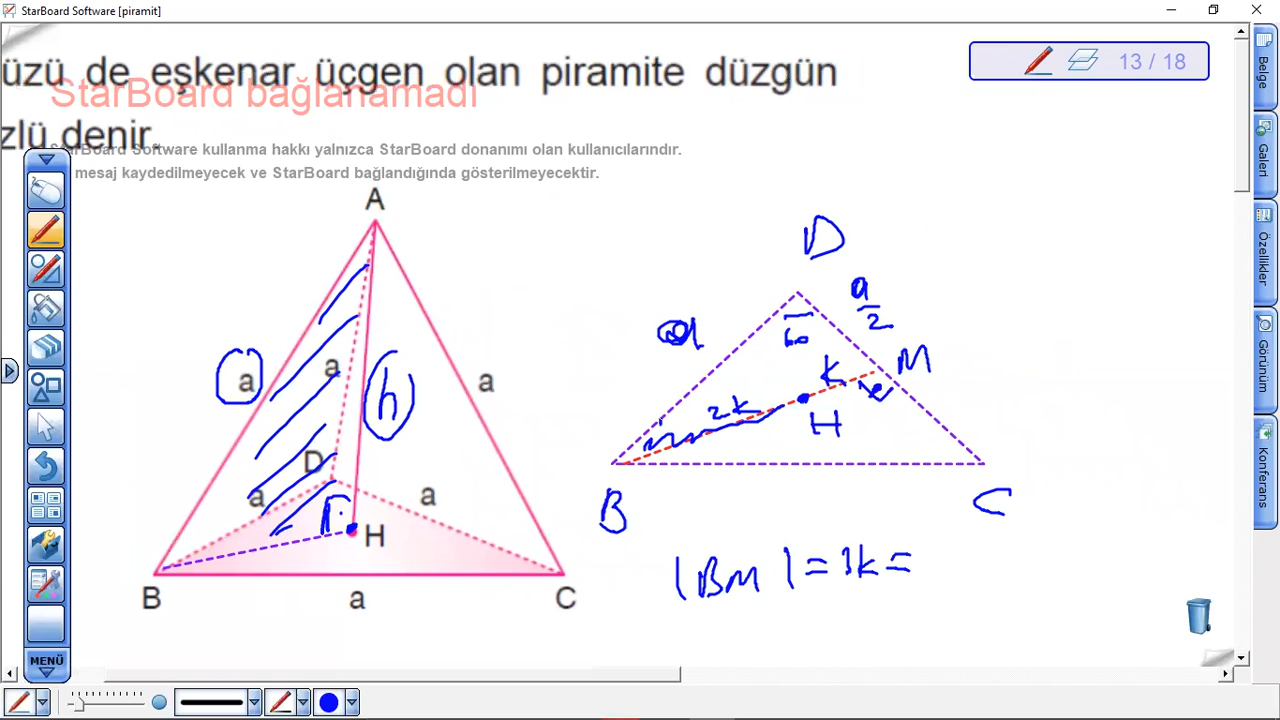 StarBoard Software [piramit]
üzü de eşkenar üçgen olan piramite düzgün
StarBoard bağlanamadı
zlü denir.
StarBoard Software kullanma hakkı yalnızca StarBoard donanımı olan kullanıcılarındır.
mesaj kaydedilmeyecek ve StarBoard bağlandığında gösterilmeyecektir.
13 / 18
Belge
Galeri
Özellikler
Görünüm
Konferans
A
D
a
a/2
a
a
h
a
60
k
M
2k
H
D
a
a
H
B
a
C
B
C
|BM| = 3k =
MENÜ